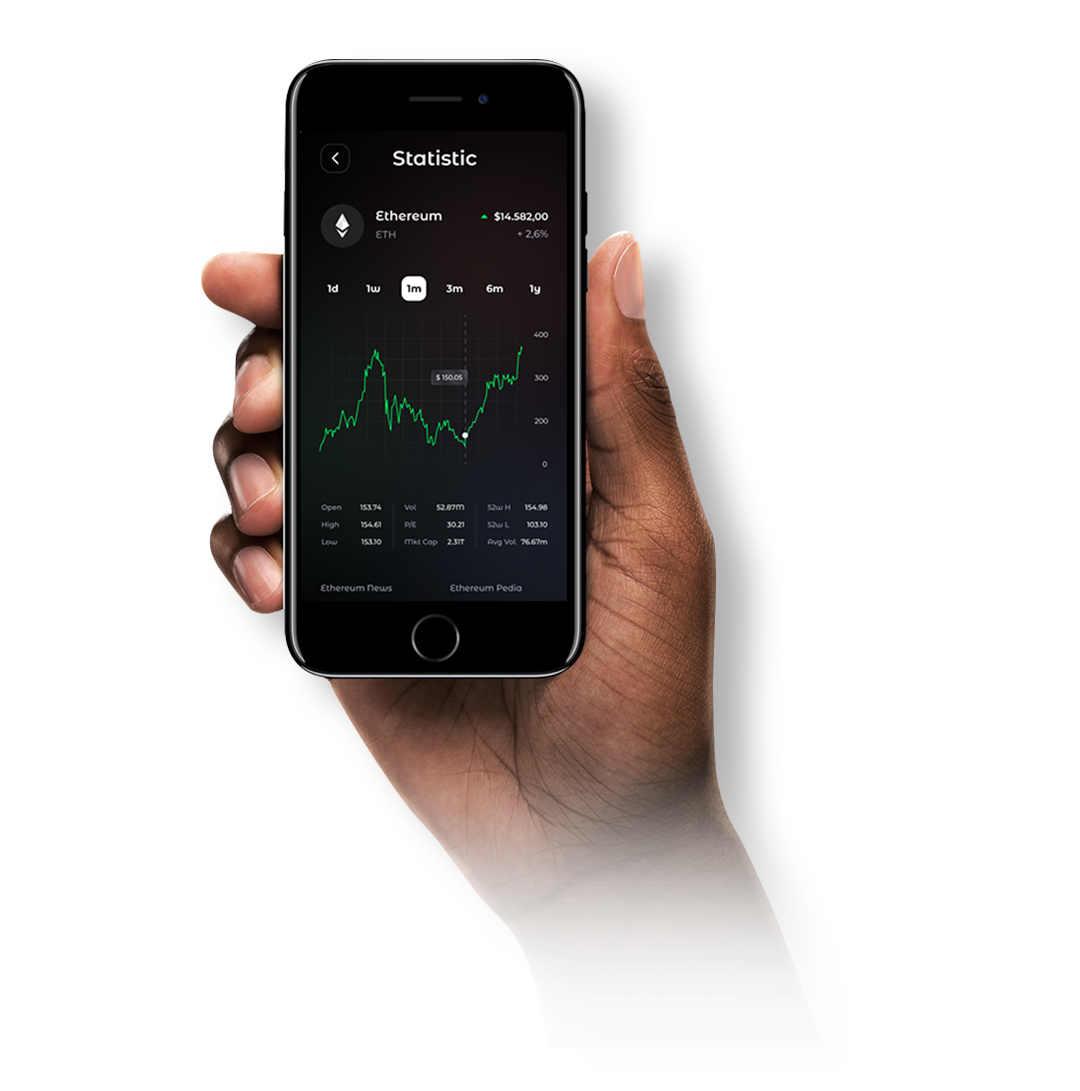 Statistic
Ethereum $14.582,00
ETH + 2,6%
1d 1w 1m 3m 6m 1y
400
$ 150.05 300
200
0
Open 153.74 Vol 52.87M 52w H 154.98
High 154.61 P/E 30.21 52w L 103.10
Low 153.10 Mkt Cap 2.31T Avg Vol 76.67m
Ethereum News Ethereum Pedia